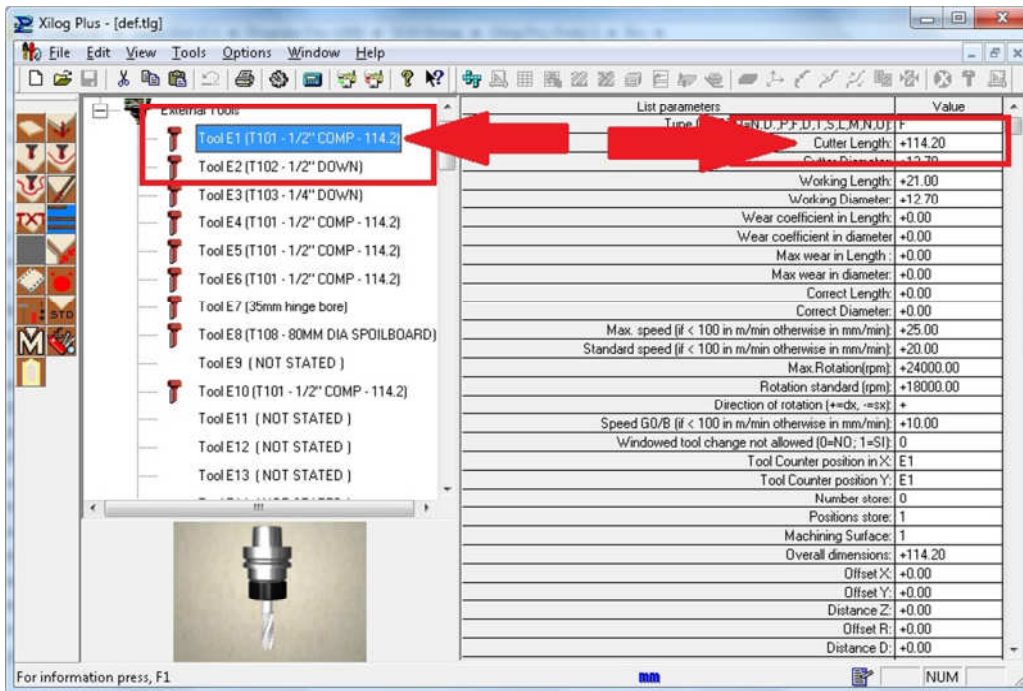 Xilog Plus - [def.tlg]
File Edit View Tools Options Window Help
External Tools
Tool E1 (T101 - 1/2" COMP - 114.2)
Tool E2 (T102 - 1/2" DOWN)
Tool E3 (T103 - 1/4" DOWN)
Tool E4 (T101 - 1/2" COMP - 114.2)
Tool E5 (T101 - 1/2" COMP - 114.2)
Tool E6 (T101 - 1/2" COMP - 114.2)
Tool E7 (35mm hinge bore)
Tool E8 (T108 - 80MM DIA SPOILBOARD)
Tool E9 ( NOT STATED )
Tool E10 (T101 - 1/2" COMP - 114.2)
Tool E11 ( NOT STATED )
Tool E12 ( NOT STATED )
Tool E13 ( NOT STATED )
TXT
STD
M
List parameters Value
Type F
Cutter Length: +114.20
Cutter Diameter: +12.70
Working Length: +21.00
Working Diameter: +12.70
Wear coefficient in Length: +0.00
Wear coefficient in diameter +0.00
Max wear in Length : +0.00
Max wear in diameter: +0.00
Correct Length: +0.00
Correct Diameter: +0.00
Max. speed (if < 100 in m/min otherwise in mm/min): +25.00
Standard speed (if < 100 in m/min otherwise in mm/min): +20.00
Max.Rotation(rpm): +24000.00
Rotation standard (rpm): +18000.00
Direction of rotation (+=dx, -=sx): +
Speed G0/B (if < 100 in m/min otherwise in mm/min): +10.00
Windowed tool change not allowed (0=NO; 1=SI): 0
Tool Counter position in X: E1
Tool Counter position Y: E1
Number store: 0
Positions store: 1
Machining Surface: 1
Overall dimensions: +114.20
Offset X: +0.00
Offset Y: +0.00
Distance Z: +0.00
Offset R: +0.00
Distance D: +0.00
For information press, F1 mm NUM